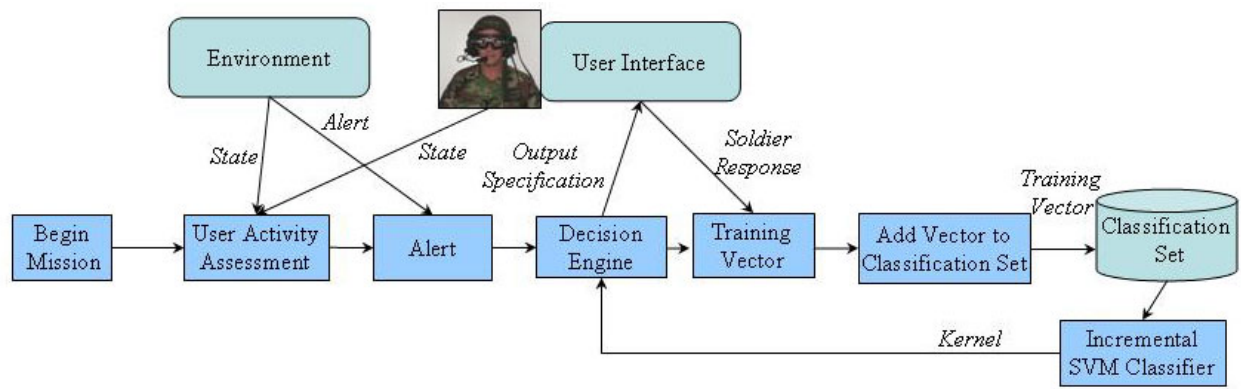 Environment
User Interface
Alert
State
State
Output
Specification
Soldier
Response
Training
Vector
Begin
Mission
User Activity
Assessment
Alert
Decision
Engine
Training
Vector
Add Vector to
Classification Set
Classification
Set
Kernel
Incremental
SVM Classifier